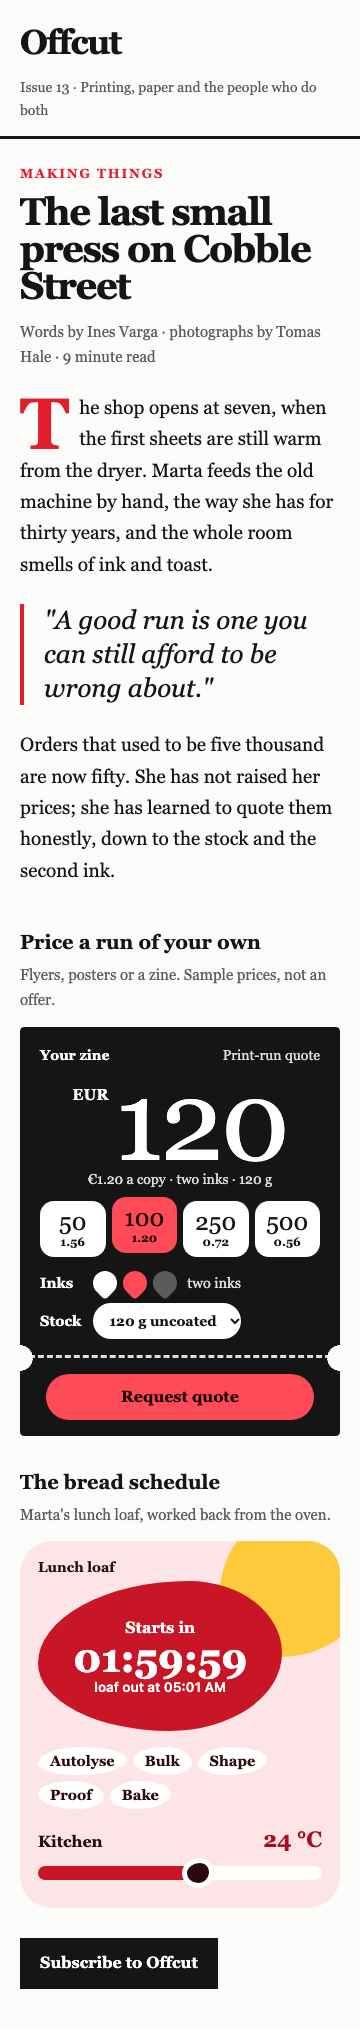 Offcut
Issue 13 · Printing, paper and the people who do
both
MAKING THINGS
The last small
press on Cobble
Street
Words by Ines Varga · photographs by Tomas
Hale · 9 minute read
The shop opens at seven, when
the first sheets are still warm
from the dryer. Marta feeds the old
machine by hand, the way she has for
thirty years, and the whole room
smells of ink and toast.
"A good run is one you
can still afford to be
wrong about."
Orders that used to be five thousand
are now fifty. She has not raised her
prices; she has learned to quote them
honestly, down to the stock and the
second ink.
Price a run of your own
Flyers, posters or a zine. Sample prices, not an
offer.
Your zine Print-run quote
EUR 120
€1.20 a copy · two inks · 120 g
50 100 250 500
1.56 1.20 0.72 0.56
Inks two inks
Stock 120 g uncoated
Request quote
The bread schedule
Marta's lunch loaf, worked back from the oven.
Lunch loaf
Starts in
01:59:59
loaf out at 05:01 AM
Autolyse Bulk Shape
Proof Bake
Kitchen 24 °C
Subscribe to Offcut